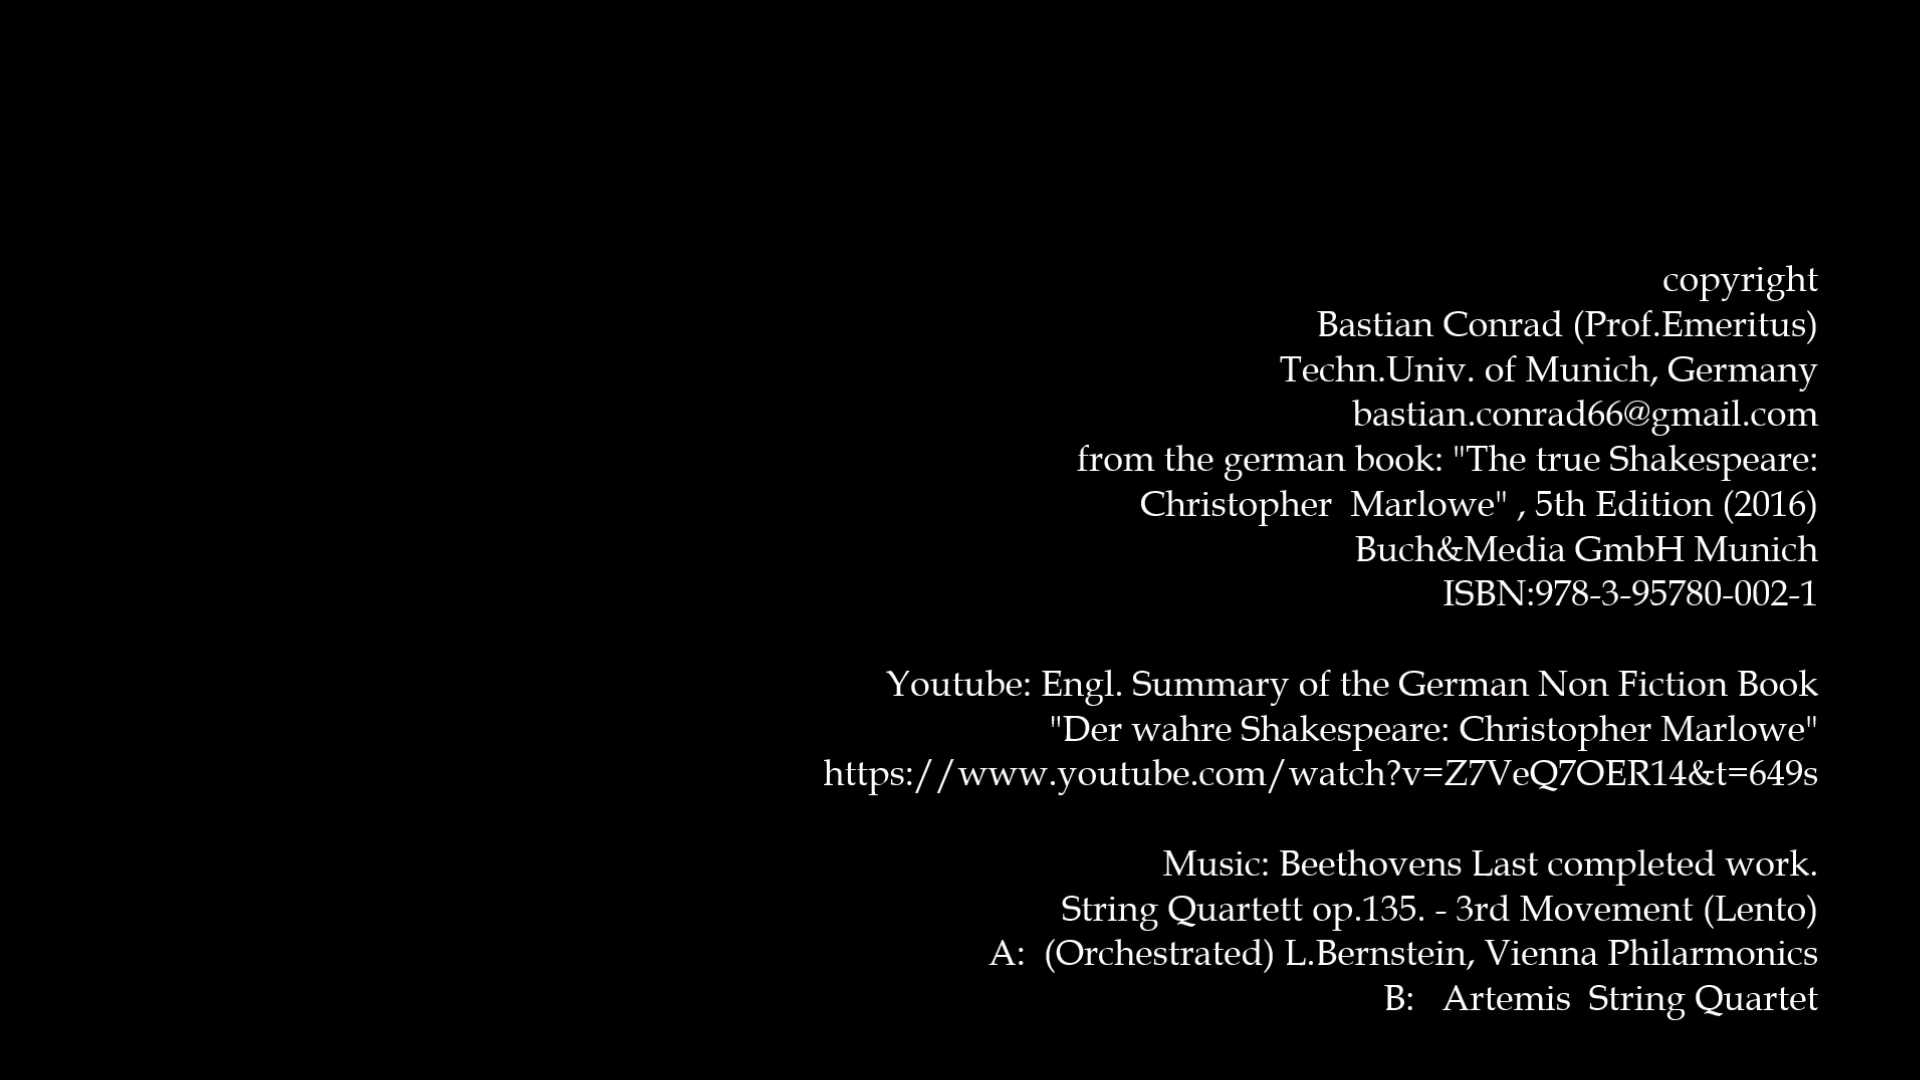 copyright
Bastian Conrad (Prof.Emeritus)
Techn.Univ. of Munich, Germany
bastian.conrad66@gmail.com
from the german book: "The true Shakespeare:
Christopher  Marlowe" , 5th Edition (2016)
Buch&Media GmbH Munich
ISBN:978-3-95780-002-1
Youtube: Engl. Summary of the German Non Fiction Book
"Der wahre Shakespeare: Christopher Marlowe"
https://www.youtube.com/watch?v=Z7VeQ7OER14&t=649s
Music: Beethovens Last completed work.
String Quartett op.135. - 3rd Movement (Lento)
A:  (Orchestrated) L.Bernstein, Vienna Philarmonics
B:   Artemis  String Quartet